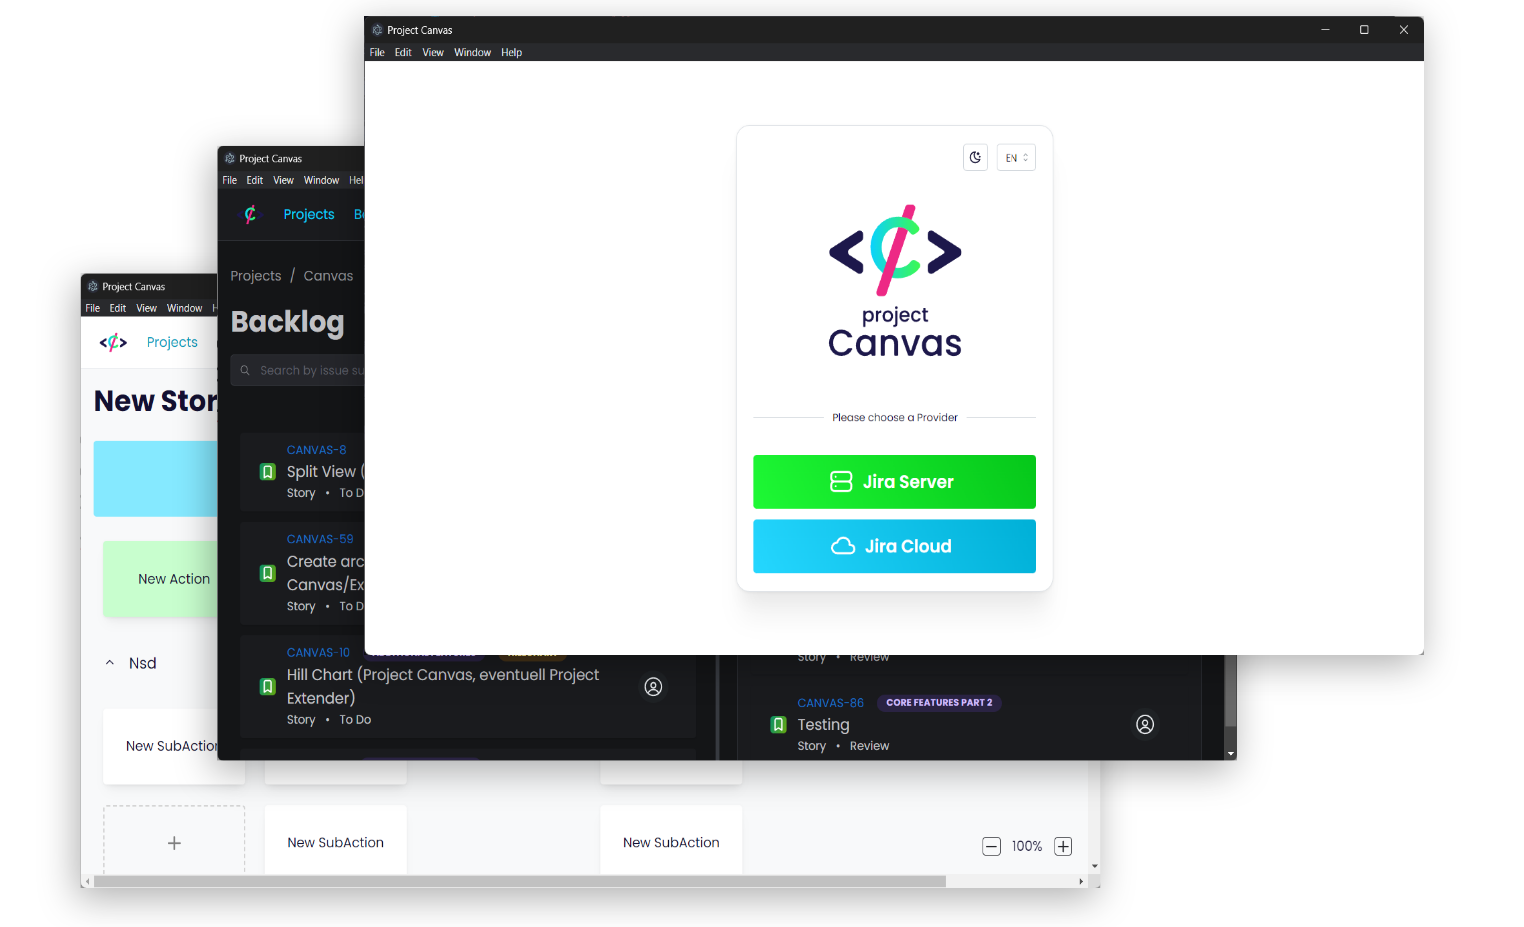 Project Canvas
File Edit View Window Help
EN
project
Canvas
Please choose a Provider
Jira Server
Jira Cloud
Project Canvas
File Edit View Window
Projects
Projects / Canvas
Backlog
Search by issue
CANVAS-8
Split View (
Story • To D
CANVAS-59
Create arc
Canvas/Ex
Story • To D
CANVAS-10
Hill Chart (Project Canvas, eventuell Project
Extender)
Story • To Do
Story • Review
CANVAS-86 CORE FEATURES PART 2
Testing
Story • Review
Project Canvas
File Edit View Window
Projects
New Stor
New Action
Nsd
New SubAction
New SubAction
New SubAction
100%